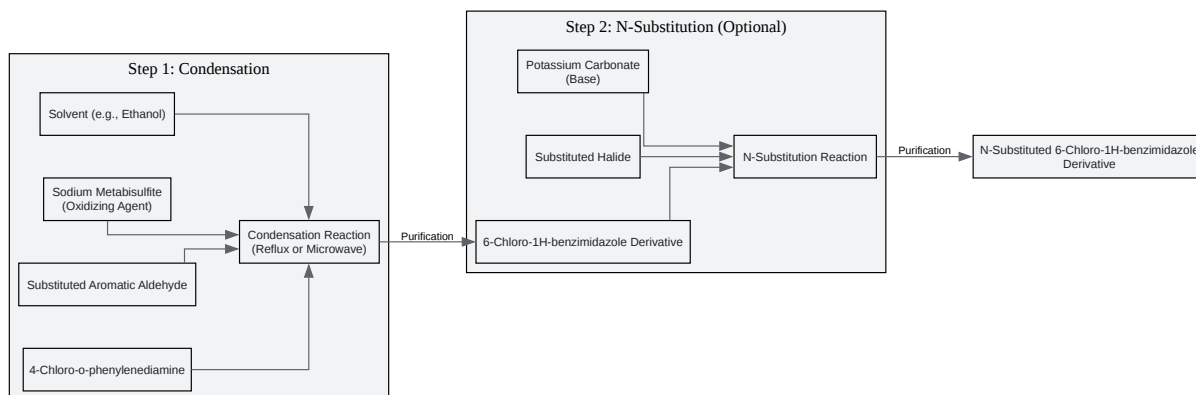 Step 1: Condensation
Solvent (e.g., Ethanol)
Sodium Metabisulfite
(Oxidizing Agent)
Substituted Aromatic Aldehyde
4-Chloro-o-phenylenediamine
Condensation Reaction
(Reflux or Microwave)
Purification
Step 2: N-Substitution (Optional)
Potassium Carbonate
(Base)
Substituted Halide
6-Chloro-1H-benzimidazole Derivative
N-Substitution Reaction
Purification
N-Substituted 6-Chloro-1H-benzimidazole
Derivative